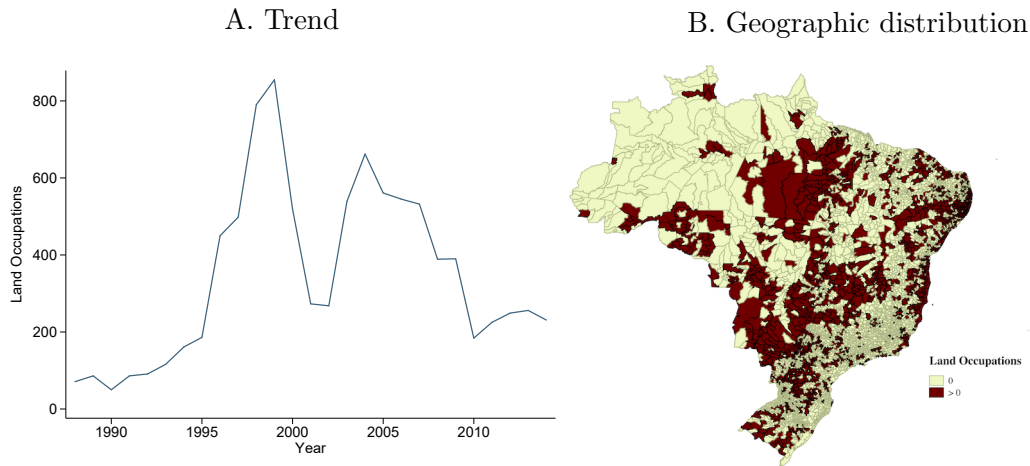 A. Trend
B. Geographic distribution
Land Occupations
800
600
400
200
0
1990
1995
2000
2005
2010
Year
Land Occupations
0
> 0